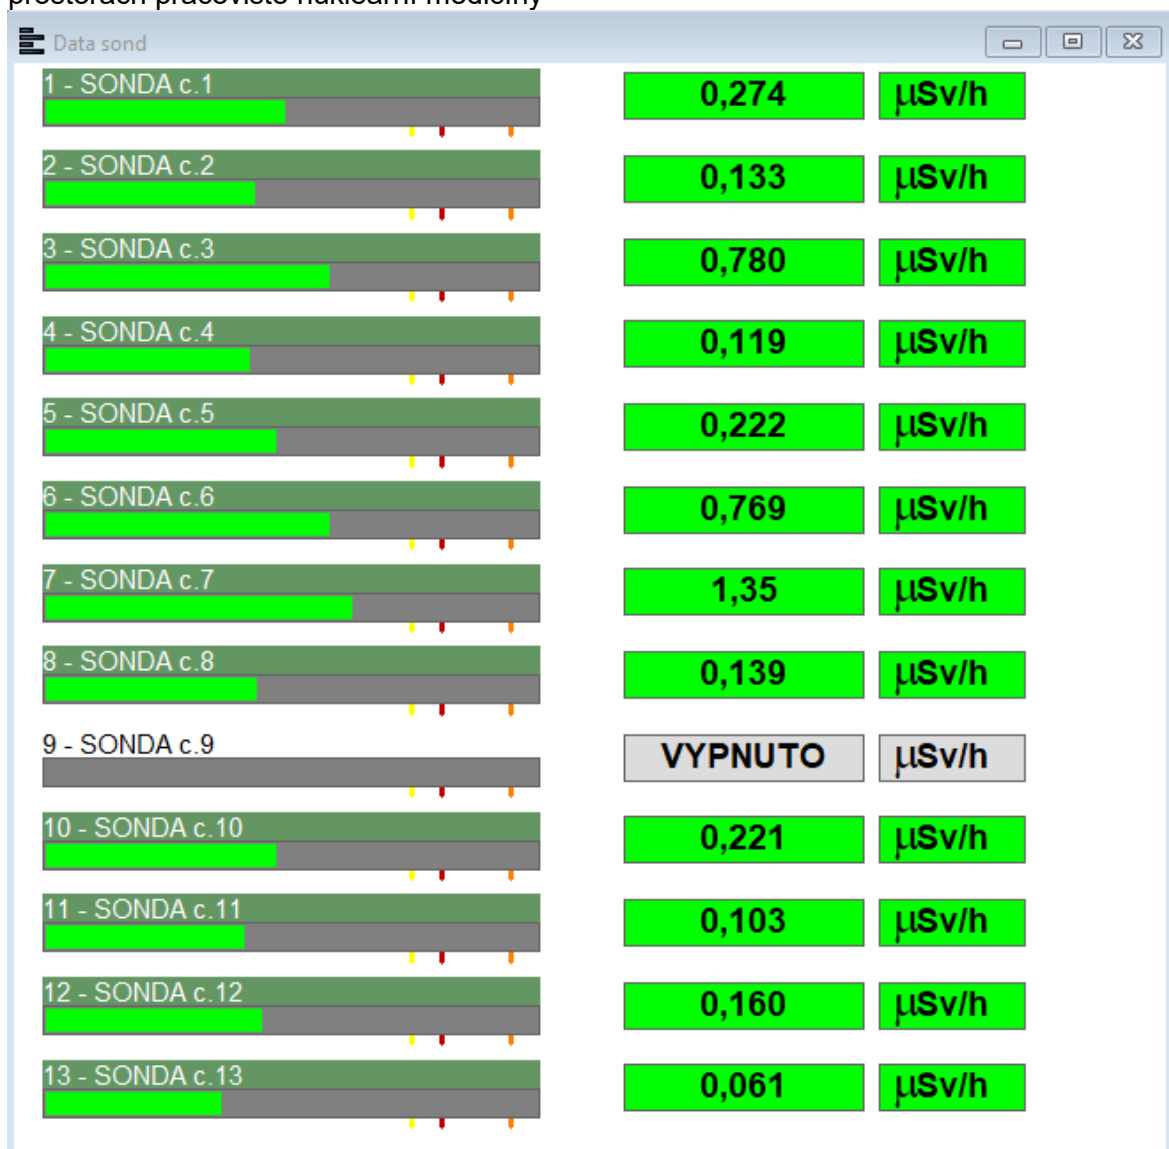 prostorách pracoviště nukleární medicíny
Data sond
1 - SONDA c.1 0,274 µSv/h
2 - SONDA c.2 0,133 µSv/h
3 - SONDA c.3 0,780 µSv/h
4 - SONDA c.4 0,119 µSv/h
5 - SONDA c.5 0,222 µSv/h
6 - SONDA c.6 0,769 µSv/h
7 - SONDA c.7 1,35 µSv/h
8 - SONDA c.8 0,139 µSv/h
9 - SONDA c.9 VYPNUTO µSv/h
10 - SONDA c.10 0,221 µSv/h
11 - SONDA c.11 0,103 µSv/h
12 - SONDA c.12 0,160 µSv/h
13 - SONDA c.13 0,061 µSv/h